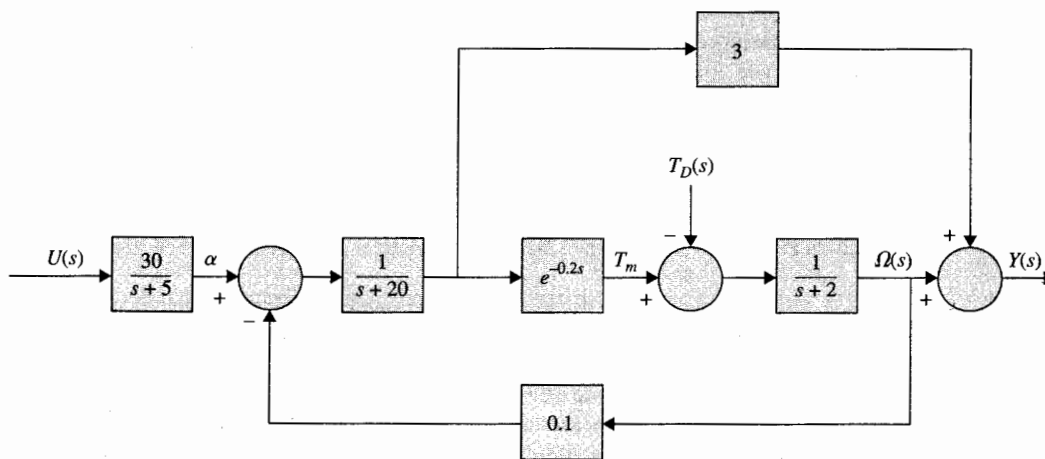 3
T_D(s)
−
+
U(s)
30
s + 5
α
+
−
1
s + 20
e^{−0.2s}
T_m
+
1
s + 2
Ω(s)
+
Y(s)
0.1